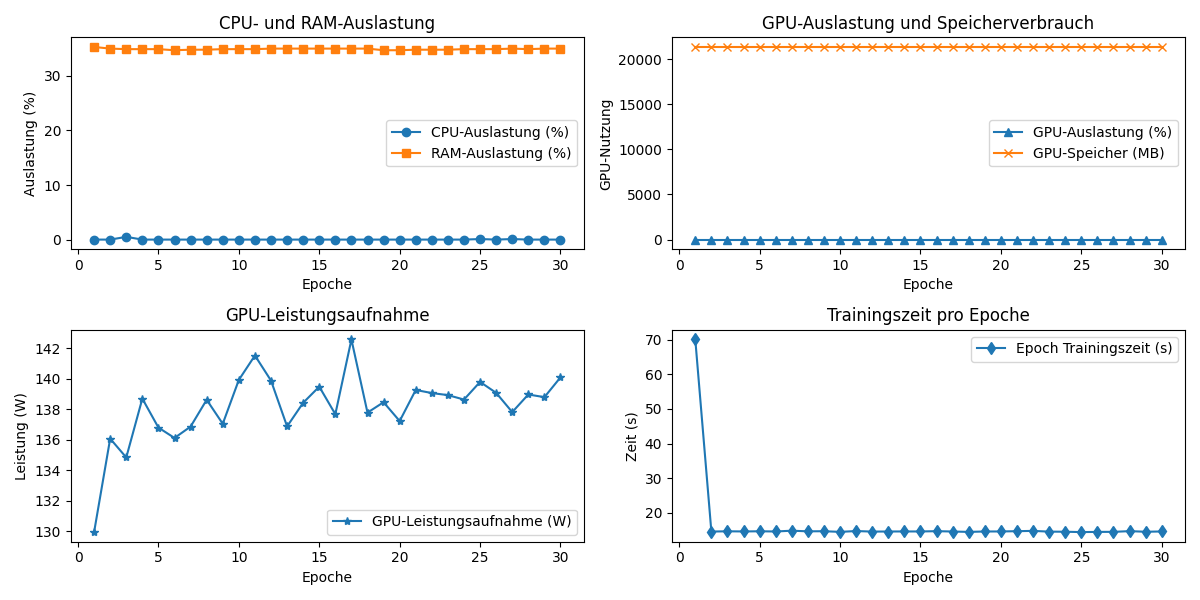 CPU- und RAM-Auslastung
Auslastung (%)
30
20
10
0
CPU-Auslastung (%)
RAM-Auslastung (%)
0 5 10 15 20 25 30
Epoche
GPU-Auslastung und Speicherverbrauch
GPU-Nutzung
20000
15000
10000
5000
0
GPU-Auslastung (%)
GPU-Speicher (MB)
0 5 10 15 20 25 30
Epoche
GPU-Leistungsaufnahme
Leistung (W)
142
140
138
136
134
132
130
GPU-Leistungsaufnahme (W)
0 5 10 15 20 25 30
Epoche
Trainingszeit pro Epoche
Zeit (s)
70
60
50
40
30
20
Epoch Trainingszeit (s)
0 5 10 15 20 25 30
Epoche